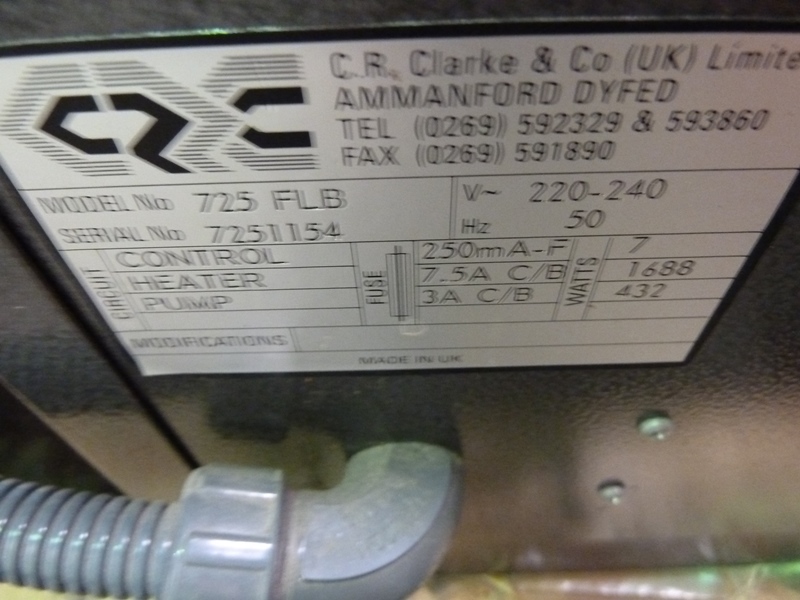 CRC
C.R. Clarke & Co (UK) Limite
AMMANFORD DYFED
TEL (0269) 592329 & 593860
FAX (0269) 591890
MODEL No 725 FLB V~ 220-240
SERIAL No 7251154 Hz 50
CIRCUIT FUSE WATTS
CONTROL 250mA-F 7
HEATER 7.5A C/B 1688
PUMP 3A C/B 432
MODIFICATIONS
MADE IN UK